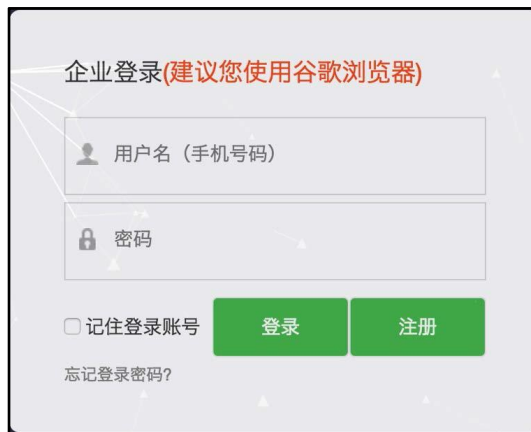 企业登录(建议您使用谷歌浏览器)
用户名（手机号码）
密码
记住登录账号 登录 注册
忘记登录密码?